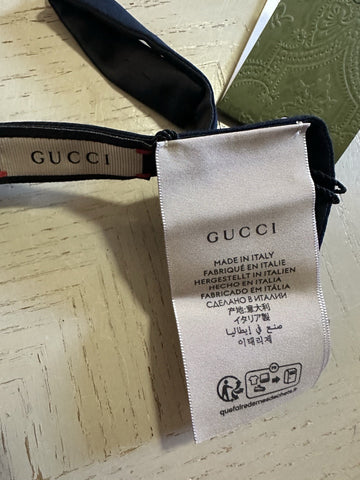 GUCCI
GUCCI
MADE IN ITALY
FABRIQUÉ EN ITALIE
HERGESTELLT IN ITALIEN
HECHO EN ITALIA
FABRICADO EM ITÁLIA
СДЕЛАНО В ИТАЛИИ
产地:意大利
イタリア製
صنع في إيطاليا
이태리제
FR
quefairedemesdechets.fr